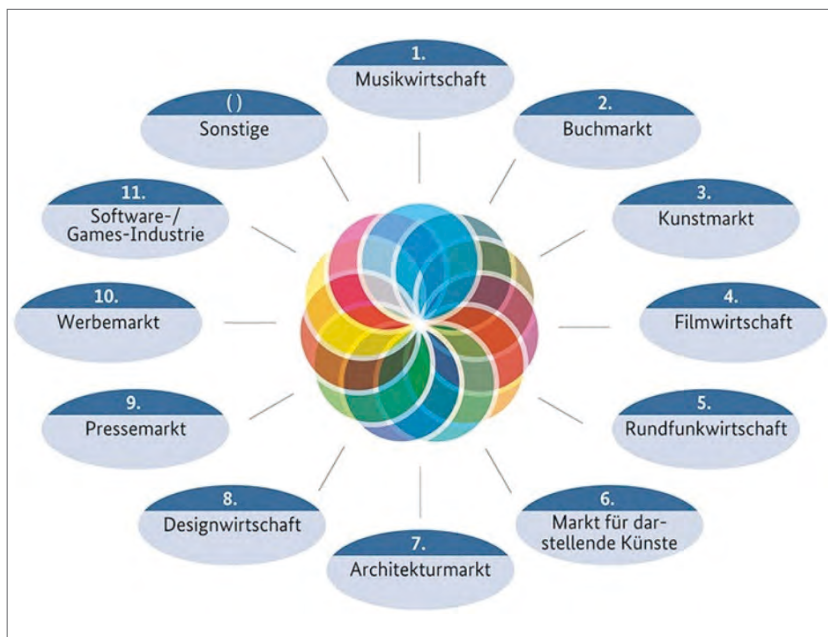 1.
Musikwirtschaft
2.
Buchmarkt
3.
Kunstmarkt
4.
Filmwirtschaft
5.
Rundfunkwirtschaft
6.
Markt für dar-
stellende Künste
7.
Architekturmarkt
8.
Designwirtschaft
9.
Pressemarkt
10.
Werbemarkt
11.
Software-/
Games-Industrie
( )
Sonstige